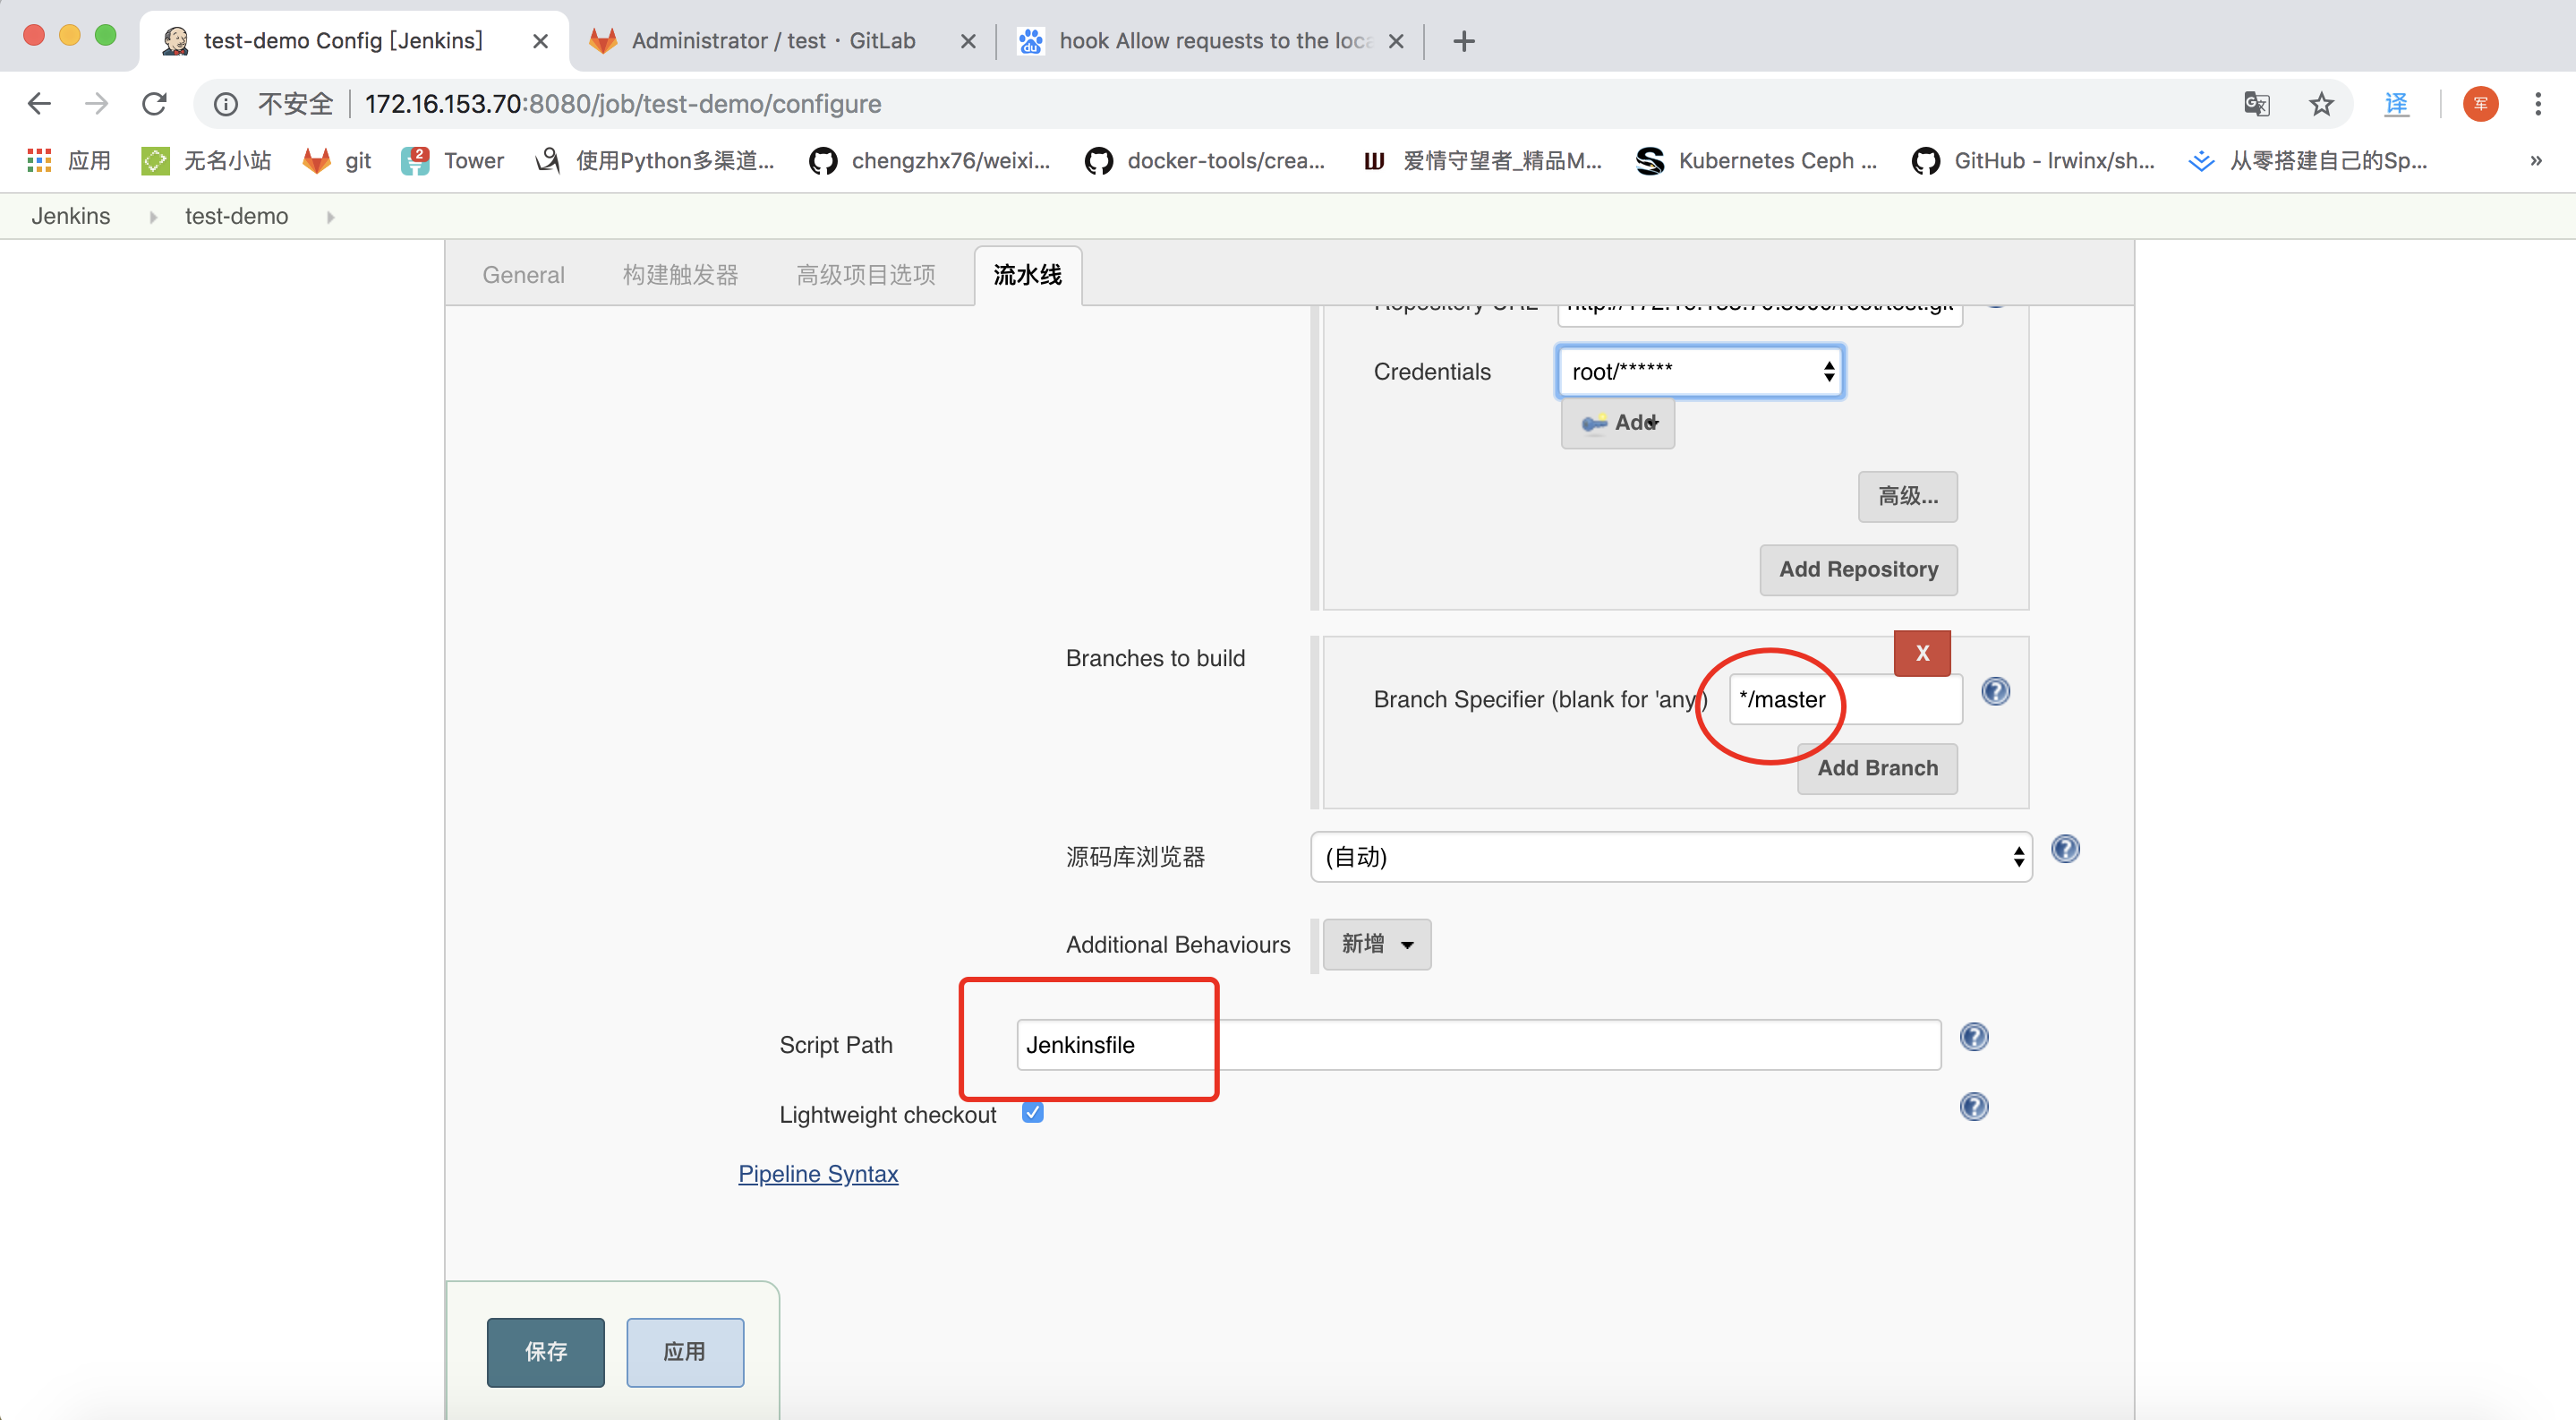 test-demo Config [Jenkins]
Administrator / test · GitLab
hook Allow requests to the loca
不安全
172.16.153.70:8080/job/test-demo/configure
译
军
应用
无名小站
git
2
Tower
使用Python多渠道...
chengzhx76/weixi...
docker-tools/crea...
爱情守望者_精品M...
Kubernetes Ceph ...
GitHub - lrwinx/sh...
从零搭建自己的Sp...
»
Jenkins
test-demo
General
构建触发器
高级项目选项
流水线
Repository URL
Credentials
root/******
Add
高级...
Add Repository
Branches to build
X
Branch Specifier (blank for 'any')
*/master
Add Branch
源码库浏览器
(自动)
Additional Behaviours
新增
Script Path
Jenkinsfile
Lightweight checkout
Pipeline Syntax
保存
应用